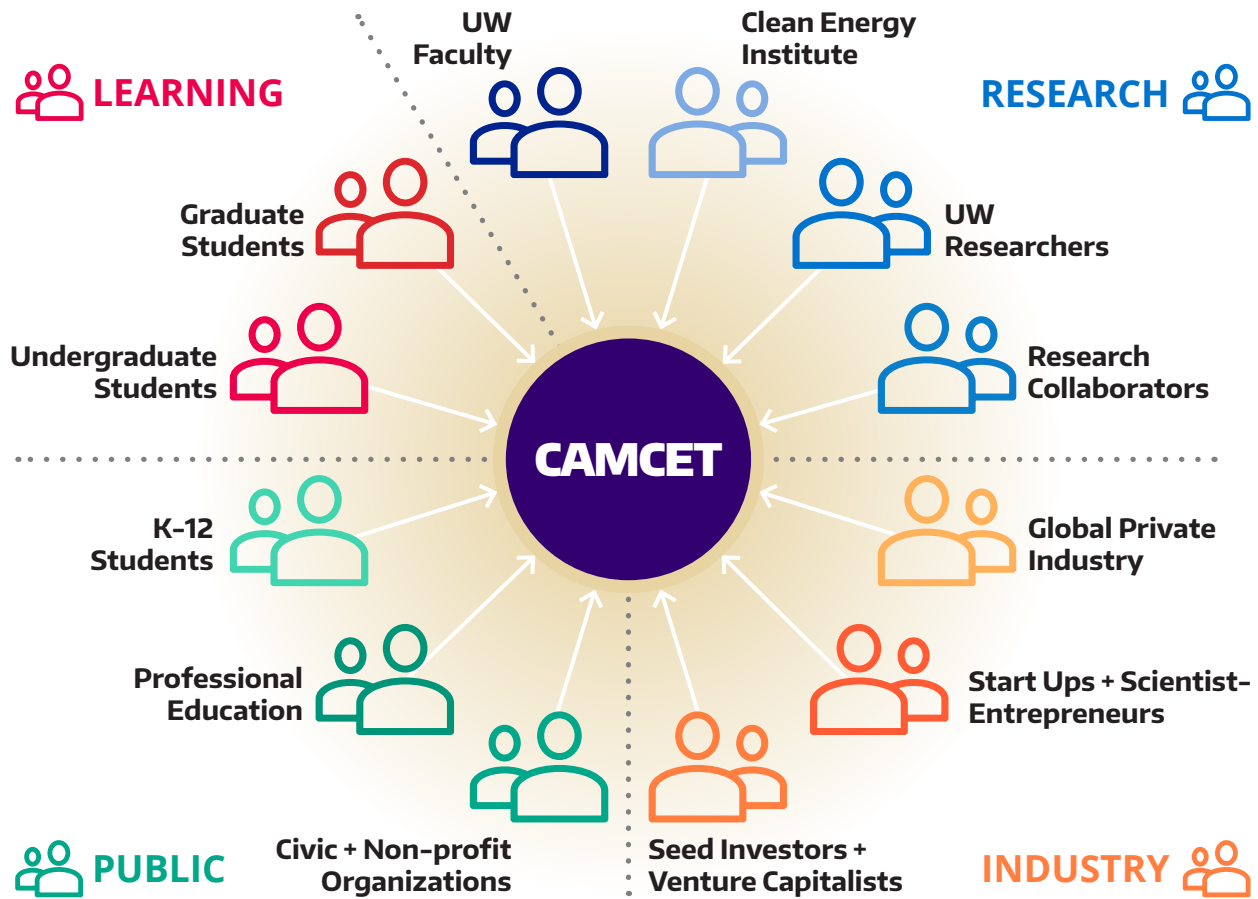 UW
Faculty
Clean Energy
Institute
LEARNING
RESEARCH
Graduate
Students
UW
Researchers
Undergraduate
Students
Research
Collaborators
CAMCET
K-12
Students
Global Private
Industry
Professional
Education
Start Ups + Scientist-
Entrepreneurs
PUBLIC
Civic + Non-profit
Organizations
Seed Investors +
Venture Capitalists
INDUSTRY